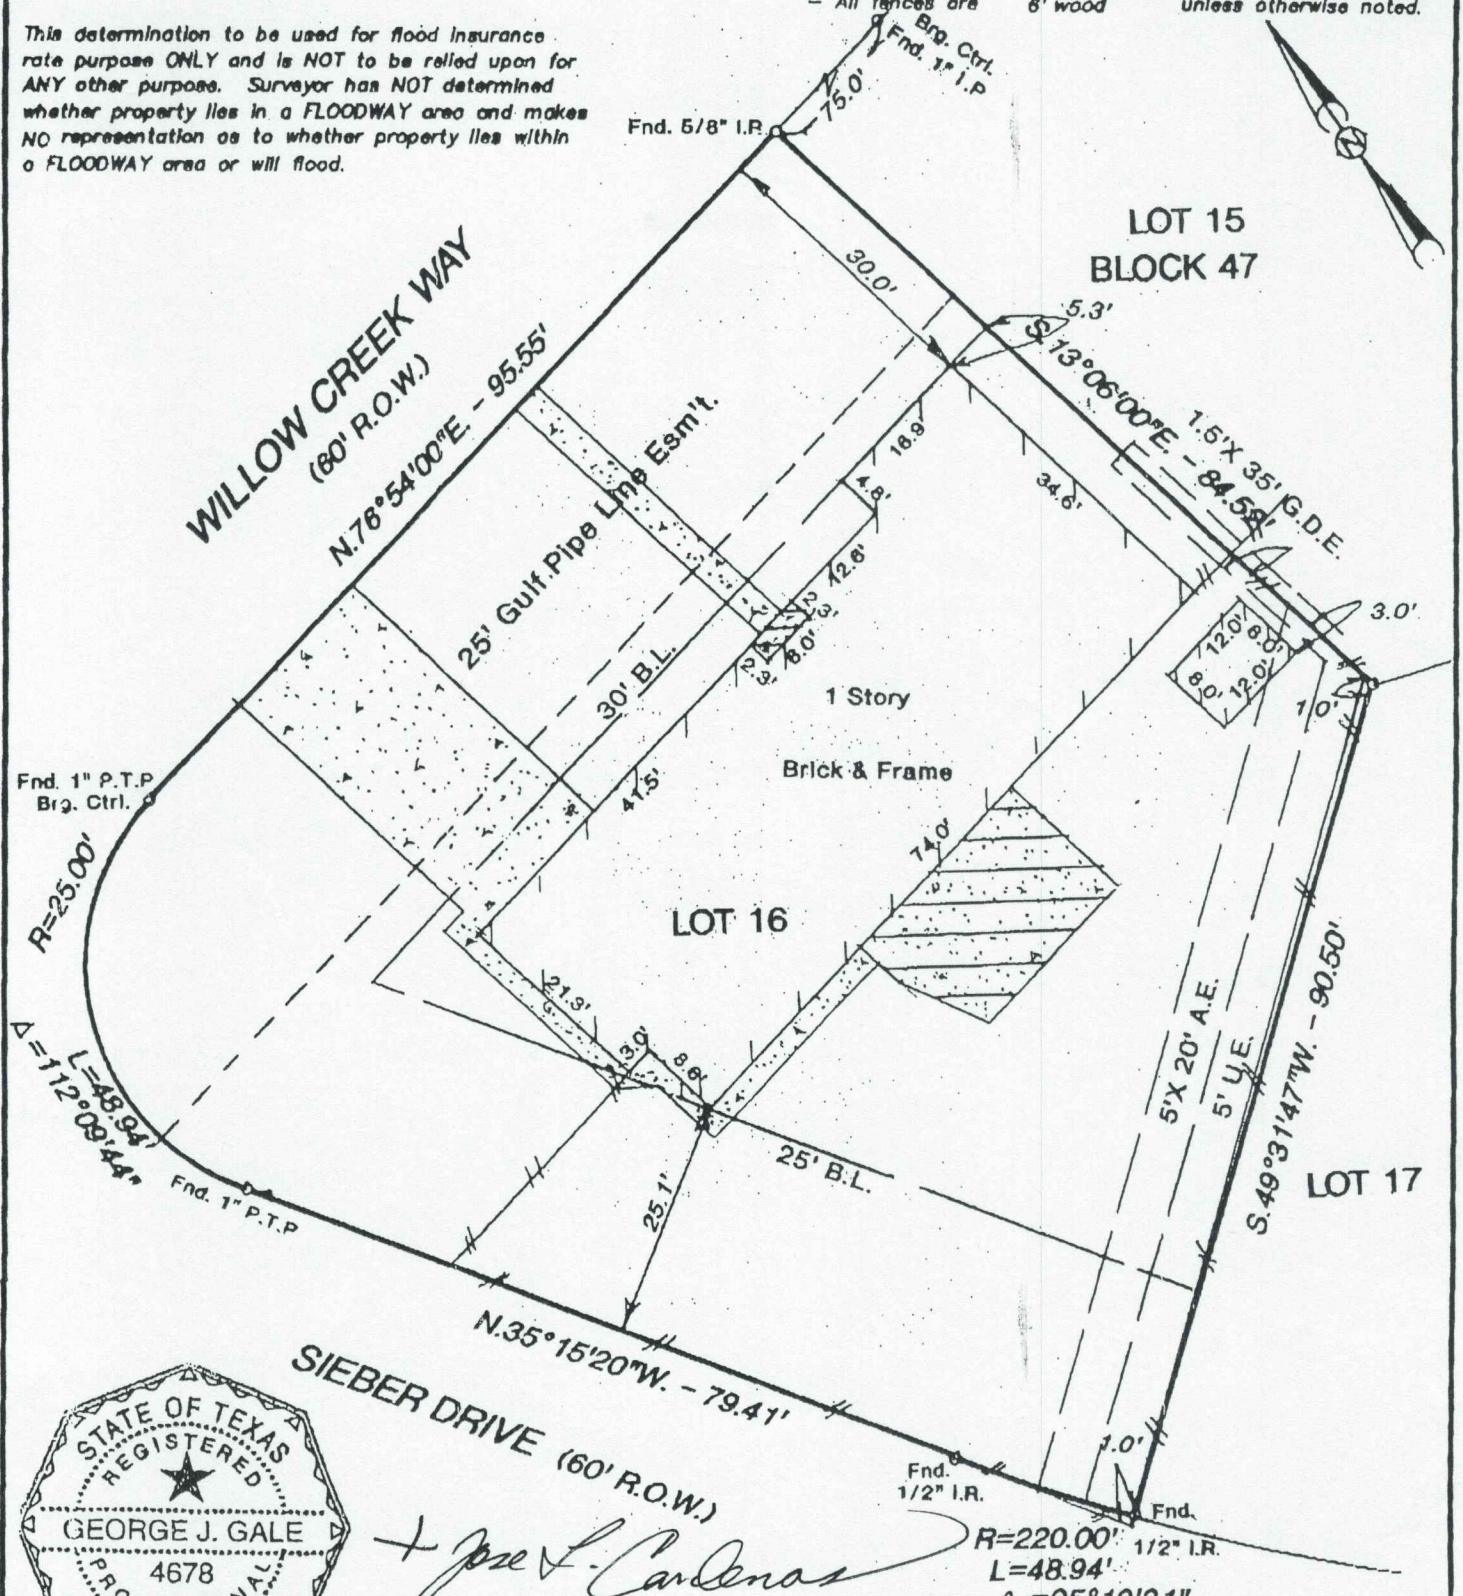 – All fences are 6' wood unless otherwise noted.
This determination to be used for flood insurance
rate purpose ONLY and is NOT to be relied upon for
ANY other purpose. Surveyor has NOT determined
whether property lies in a FLOODWAY area and makes
NO representation as to whether property lies within
a FLOODWAY area or will flood.
Brg. Ctrl.
Fnd. 1" I.P
75.0'
Fnd. 5/8" I.R.
N
LOT 15
BLOCK 47
30.0'
5.3'
S.13°06'00"E. – 84.58'
1.5'X 35' G.D.E.
WILLOW CREEK WAY
(60' R.O.W.)
N.76°54'00"E. – 95.55'
25' Gulf Pipe Line Esm't.
16.9'
4.8'
34.6'
12.6'
2.3'
6.0'
2.3'
3.0'
12.0'
8.0'
8.0'
12.0'
1.0'
30' B.L.
1 Story
Brick & Frame
41.5'
74.0'
Fnd. 1" P.T.P
Brg. Ctrl.
R=25.00'
LOT 16
21.3'
3.0'
8.6'
L=48.94'
Δ=112°09'44"
Fnd. 1" P.T.P
25.1'
25' B.L.
5'X 20' A.E.
5' U.E.
S.49°31'47"W. – 90.50'
LOT 17
N.35°15'20"W. – 79.41'
SIEBER DRIVE (60' R.O.W.)
1.0'
Fnd.
1/2" I.R.
Fnd.
1/2" I.R.
R=220.00'
L=48.94'
STATE OF TEXAS
REGISTERED
GEORGE J. GALE
4678
+ Jose L. Cardenas